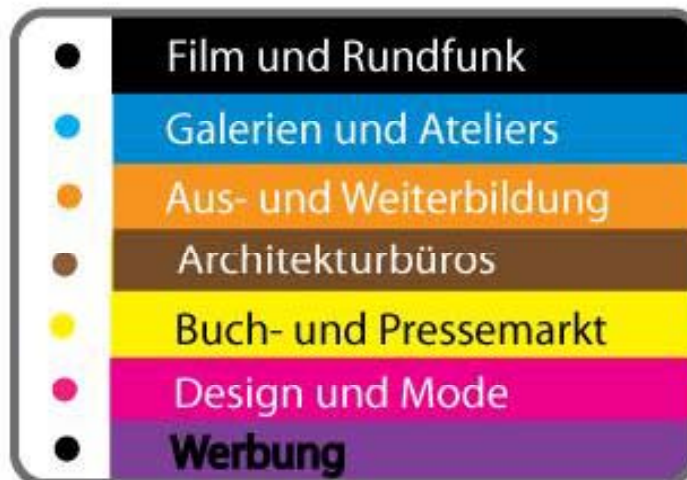 Film und Rundfunk
Galerien und Ateliers
Aus- und Weiterbildung
Architekturbüros
Buch- und Pressemarkt
Design und Mode
Werbung